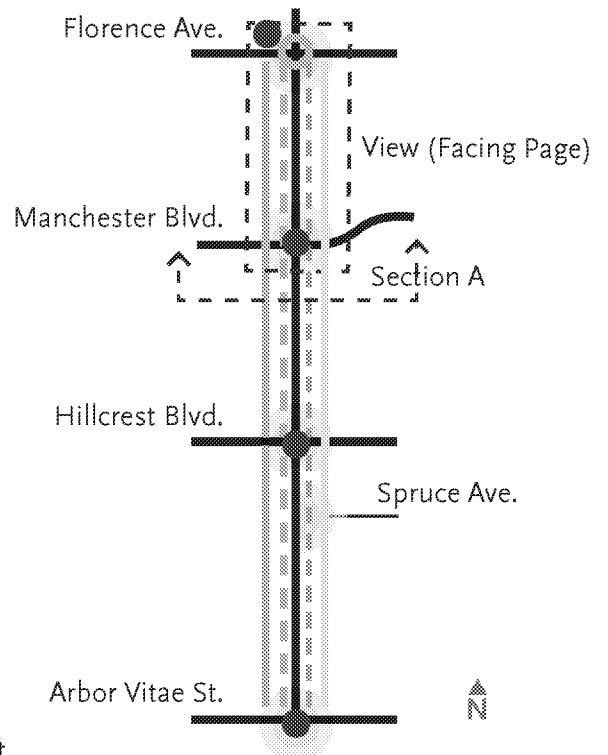 Florence Ave.
View (Facing Page)
Manchester Blvd.
Section A
Hillcrest Blvd.
Spruce Ave.
Arbor Vitae St.
N